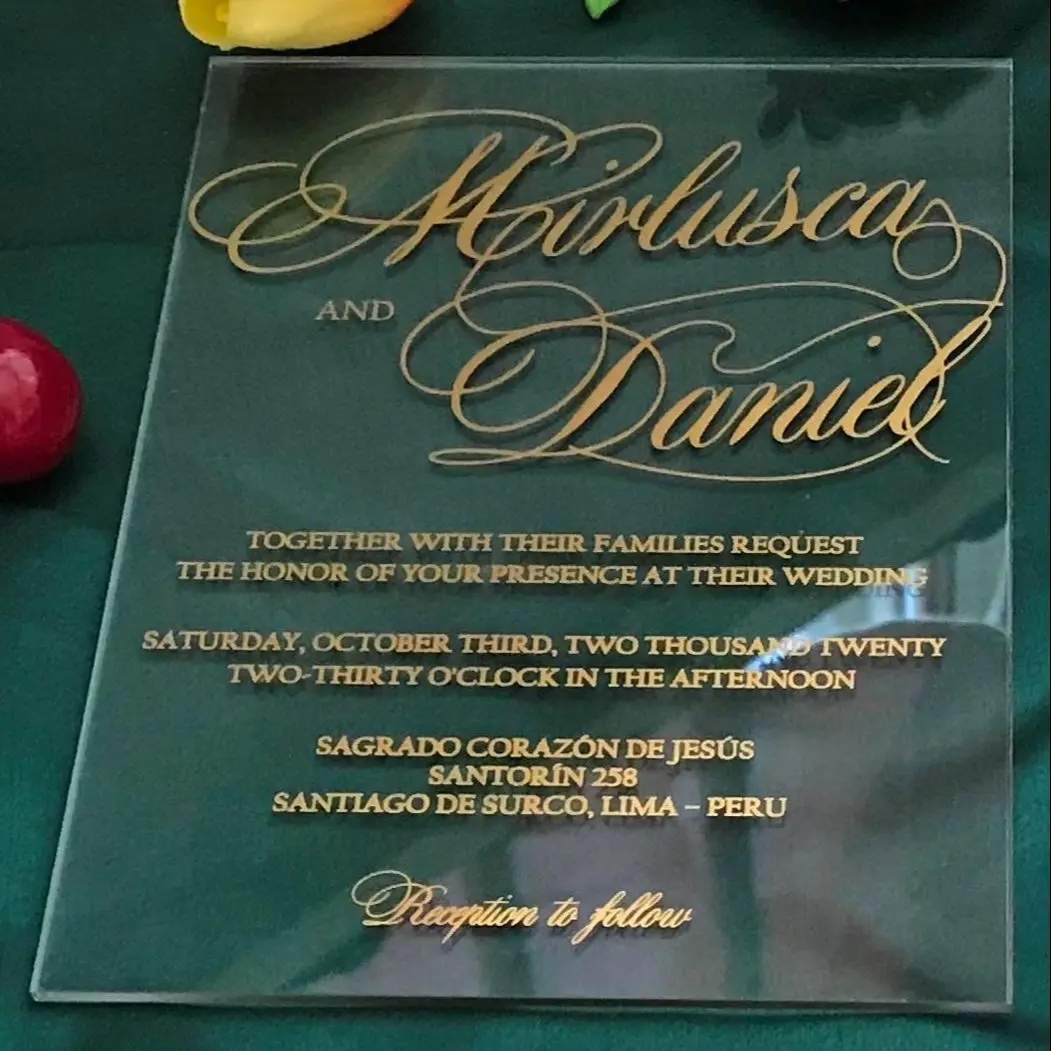 Mirlusca
AND
Daniel
TOGETHER WITH THEIR FAMILIES REQUEST
THE HONOR OF YOUR PRESENCE AT THEIR WEDDING
SATURDAY, OCTOBER THIRD, TWO THOUSAND TWENTY
TWO-THIRTY O'CLOCK IN THE AFTERNOON
SAGRADO CORAZÓN DE JESÚS
SANTORÍN 258
SANTIAGO DE SURCO, LIMA – PERU
Reception to follow